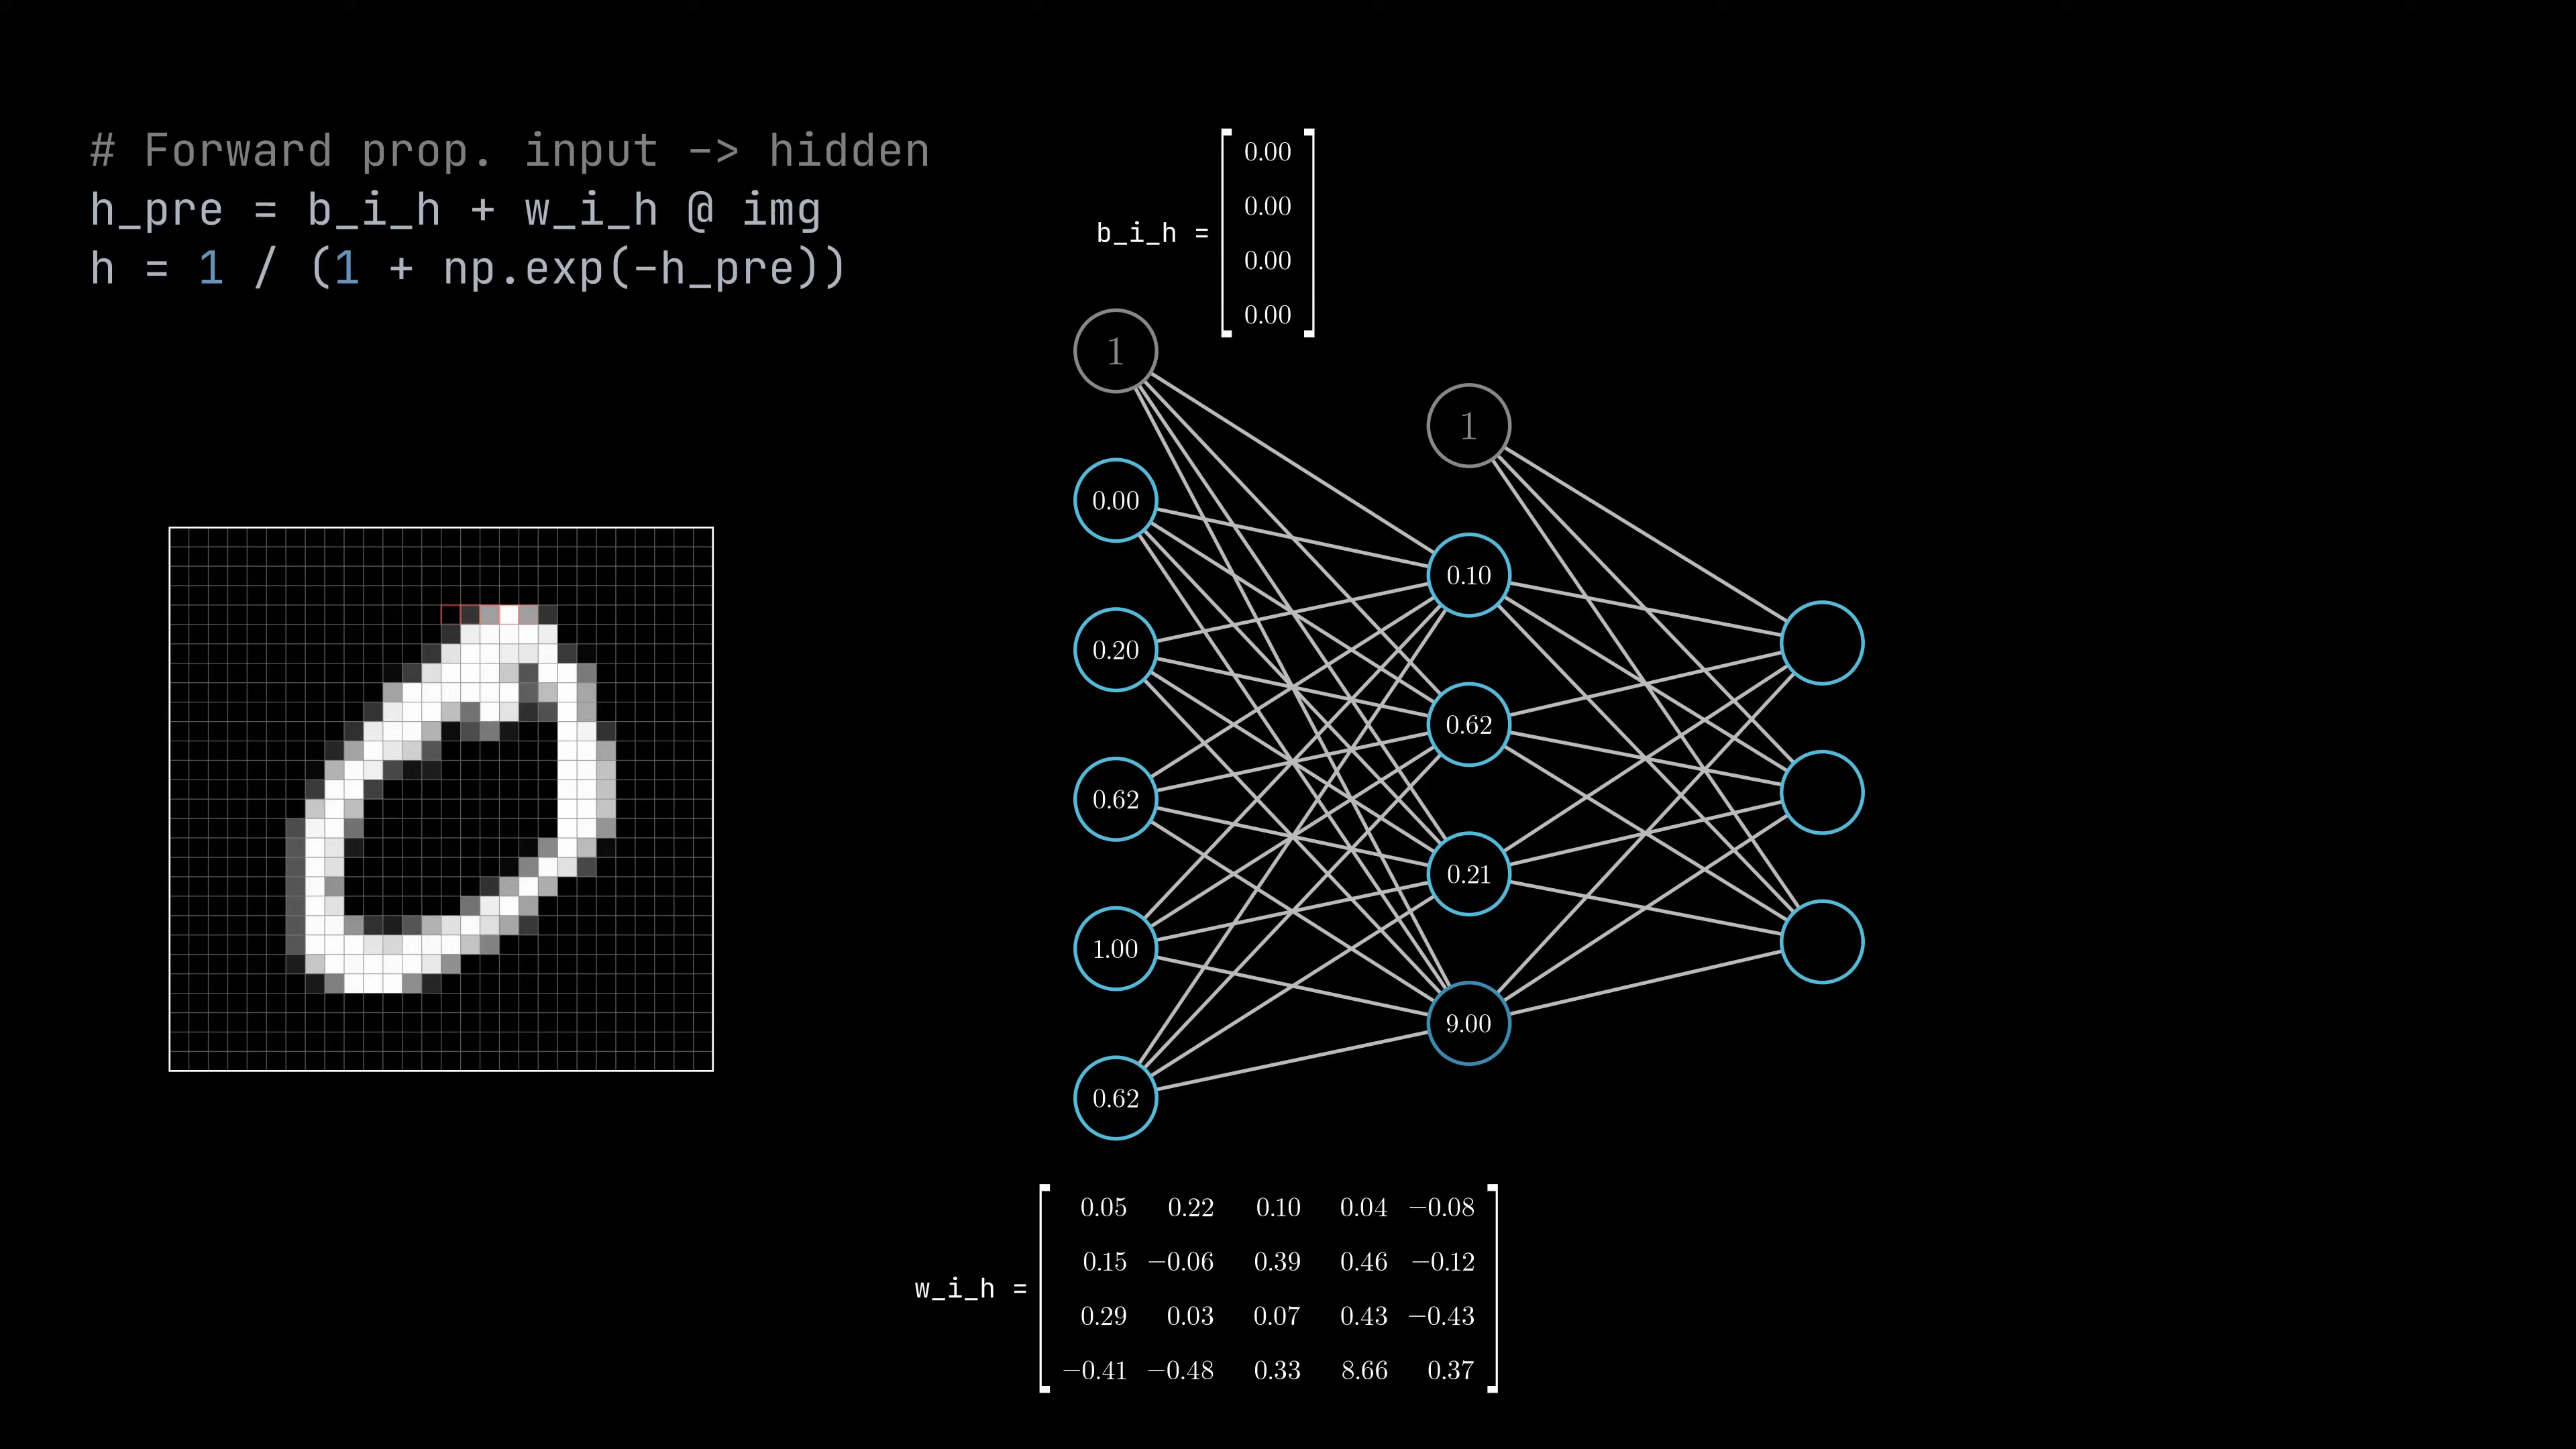 # Forward prop. input -> hidden
h_pre = b_i_h + w_i_h @ img
h = 1 / (1 + np.exp(-h_pre))
b_i_h =
0.00
0.00
0.00
0.00
1
0.00
0.20
0.62
1.00
0.62
1
0.10
0.62
0.21
9.00
w_i_h =
0.05 0.22 0.10 0.04 −0.08
0.15 −0.06 0.39 0.46 −0.12
0.29 0.03 0.07 0.43 −0.43
−0.41 −0.48 0.33 8.66 0.37